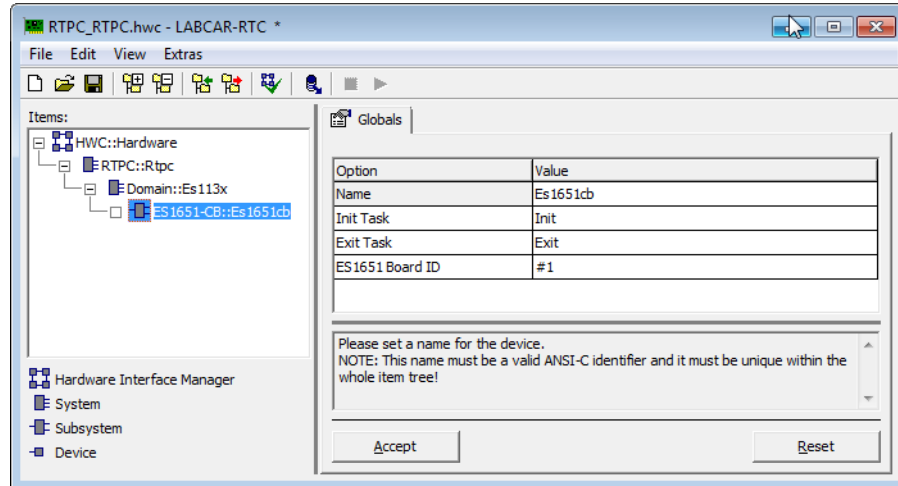 RTPC_RTPC.hwc - LABCAR-RTC *
File Edit View Extras
Items:
HWC::Hardware
RTPC::Rtpc
Domain::Es113x
ES1651-CB::Es1651cb
Hardware Interface Manager
System
Subsystem
Device
Globals
Option Value
Name Es1651cb
Init Task Init
Exit Task Exit
ES1651 Board ID #1
Please set a name for the device.
NOTE: This name must be a valid ANSI-C identifier and it must be unique within the
whole item tree!
Accept Reset